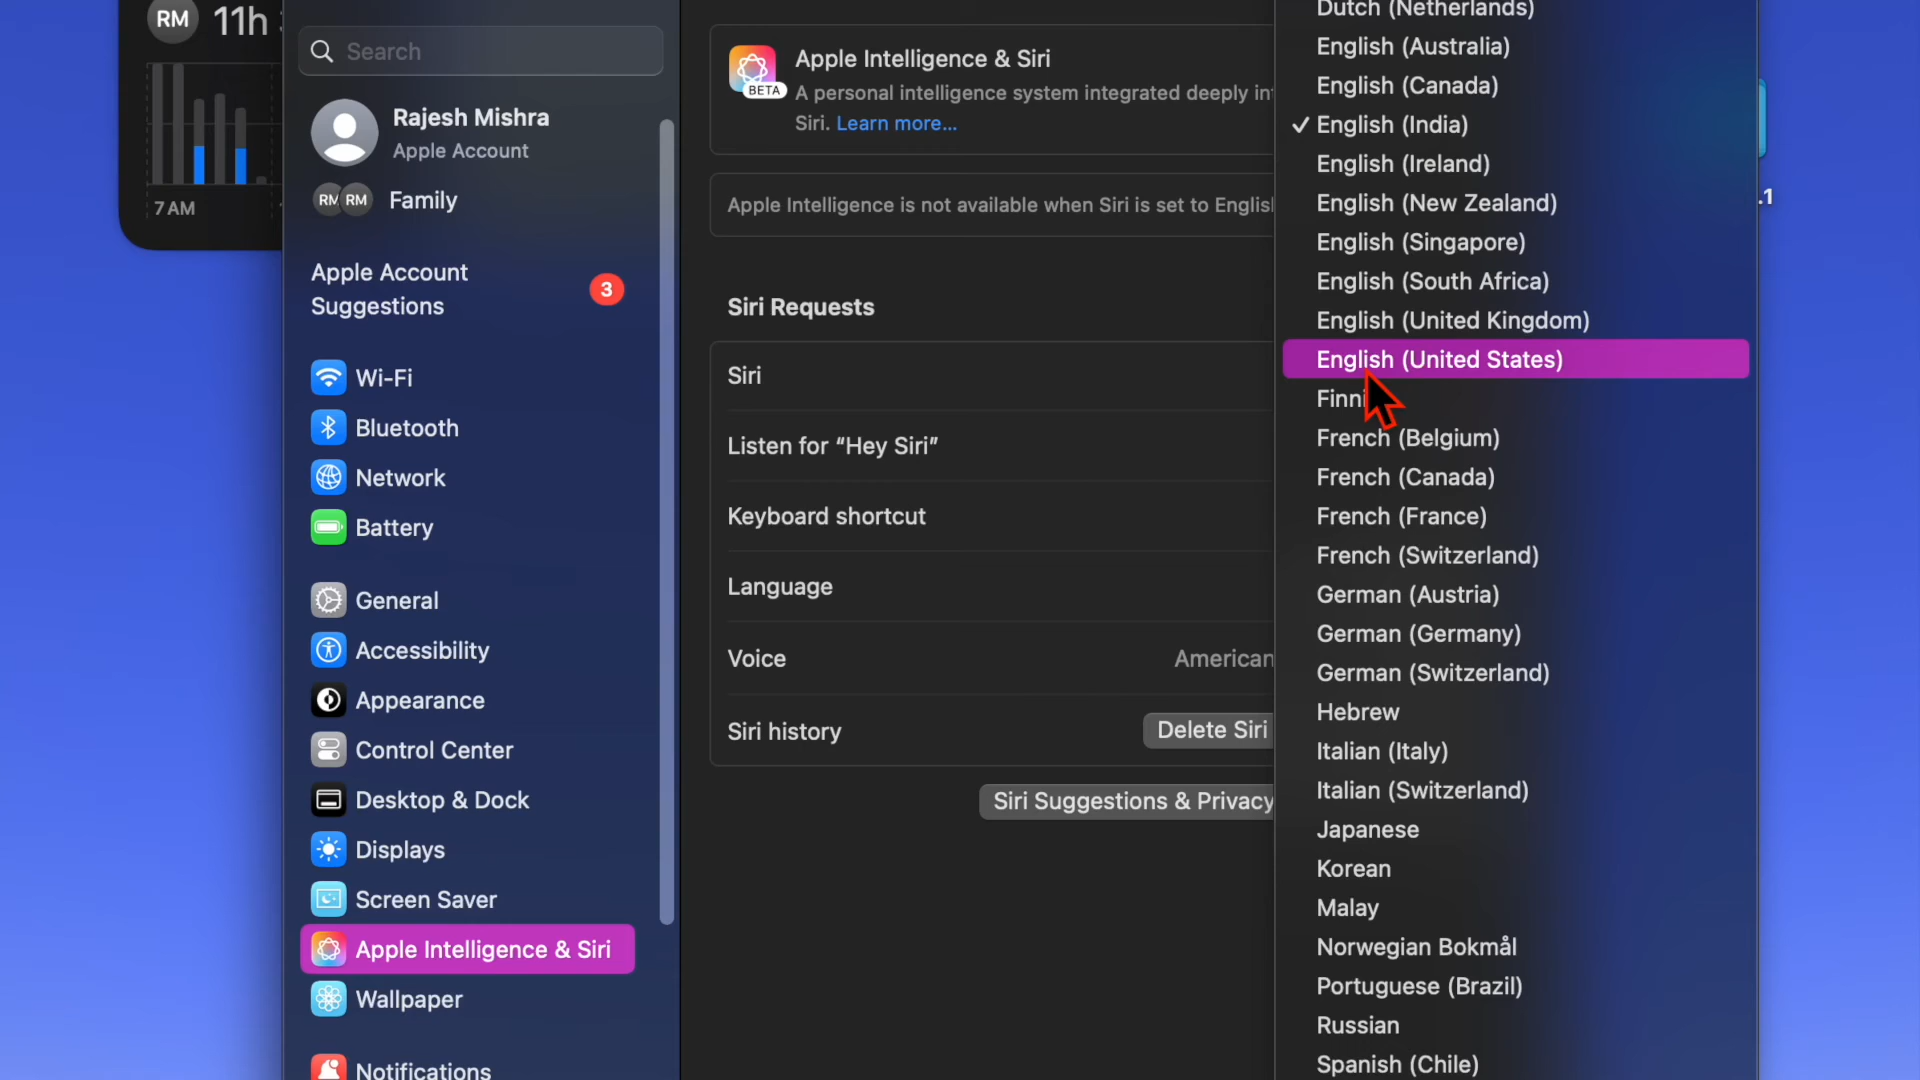 RM 11h
7 AM
Search
Rajesh Mishra
Apple Account
RM RM Family
Apple Account
Suggestions
3
Wi-Fi
Bluetooth
Network
Battery
General
Accessibility
Appearance
Control Center
Desktop & Dock
Displays
Screen Saver
Apple Intelligence & Siri
Wallpaper
Notifications
BETA
Apple Intelligence & Siri
A personal intelligence system integrated deeply in
Siri. Learn more...
Apple Intelligence is not available when Siri is set to English
Siri Requests
Siri
Listen for “Hey Siri”
Keyboard shortcut
Language
Voice American
Siri history Delete Siri
Siri Suggestions & Privacy
Dutch (Netherlands)
English (Australia)
English (Canada)
✓ English (India)
English (Ireland)
English (New Zealand)
English (Singapore)
English (South Africa)
English (United Kingdom)
English (United States)
Finni
French (Belgium)
French (Canada)
French (France)
French (Switzerland)
German (Austria)
German (Germany)
German (Switzerland)
Hebrew
Italian (Italy)
Italian (Switzerland)
Japanese
Korean
Malay
Norwegian Bokmål
Portuguese (Brazil)
Russian
Spanish (Chile)
.1